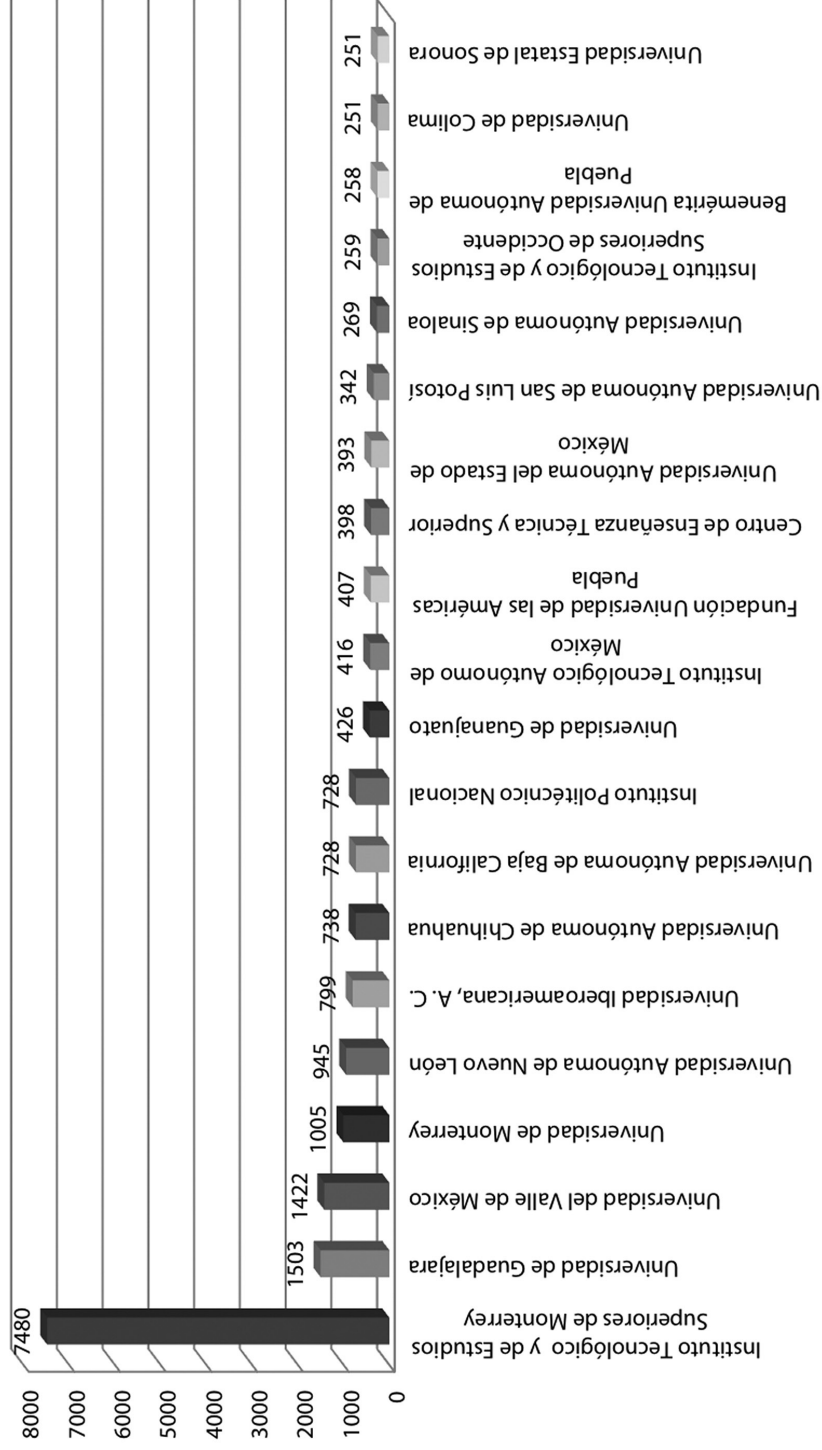 8000
7000
6000
5000
4000
3000
2000
1000
0
7480
1503
1422
1005
945
799
738
728
728
426
416
407
398
393
342
269
259
258
251
251
Instituto Tecnológico y de Estudios
Superiores de Monterrey
Universidad de Guadalajara
Universidad del Valle de México
Universidad de Monterrey
Universidad Autónoma de Nuevo León
Universidad Iberoamericana, A. C.
Universidad Autónoma de Chihuahua
Universidad Autónoma de Baja California
Instituto Politécnico Nacional
Universidad de Guanajuato
Instituto Tecnológico Autónomo de
México
Fundación Universidad de las Américas
Puebla
Centro de Enseñanza Técnica y Superior
Universidad Autónoma del Estado de
México
Universidad Autónoma de San Luis Potosí
Universidad Autónoma de Sinaloa
Instituto Tecnológico y de Estudios
Superiores de Occidente
Benemérita Universidad Autónoma de
Puebla
Universidad de Colima
Universidad Estatal de Sonora